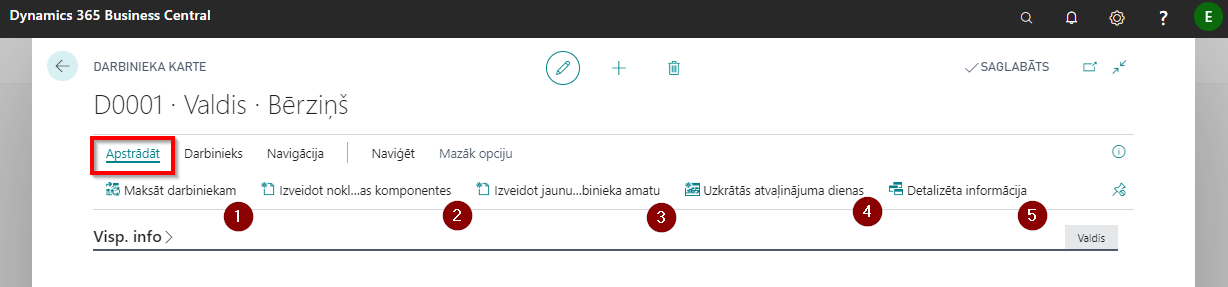 Dynamics 365 Business Central
? E
DARBINIEKA KARTE
SAGLABĀTS
D0001 · Valdis · Bērziņš
Apstrādāt Darbinieks Navigācija Naviģēt Mazāk opciju
Maksāt darbiniekam Izveidot nokl...as komponentes Izveidot jaunu...binieka amatu Uzkrātās atvaļinājuma dienas Detalizēta informācija
1 2 3 4 5
Visp. info
Valdis